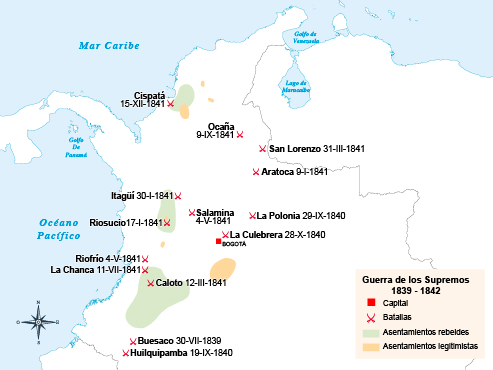 Mar Caribe
Golfo de
Venezuela
Lago de
Maracaibo
Cispatá
15-XII-1841
Ocaña
9-IX-1841
San Lorenzo 31-III-1841
Golfo
De
Panamá
Aratoca 9-I-1841
Itagüí 30-I-1841
Salamina
4-V-1841
La Polonia 29-IX-1840
Océano
Pacífico
Riosucio17-I-1841
La Culebrera 28-X-1840
BOGOTÁ
Riofrío 4-V-1841
La Chanca 11-VII-1841
Caloto 12-III-1841
Buesaco 30-VII-1839
Huilquipamba 19-IX-1840
Guerra de los Supremos
1839 - 1842
Capital
Batallas
Asentamientos rebeldes
Asentamientos legitimistas